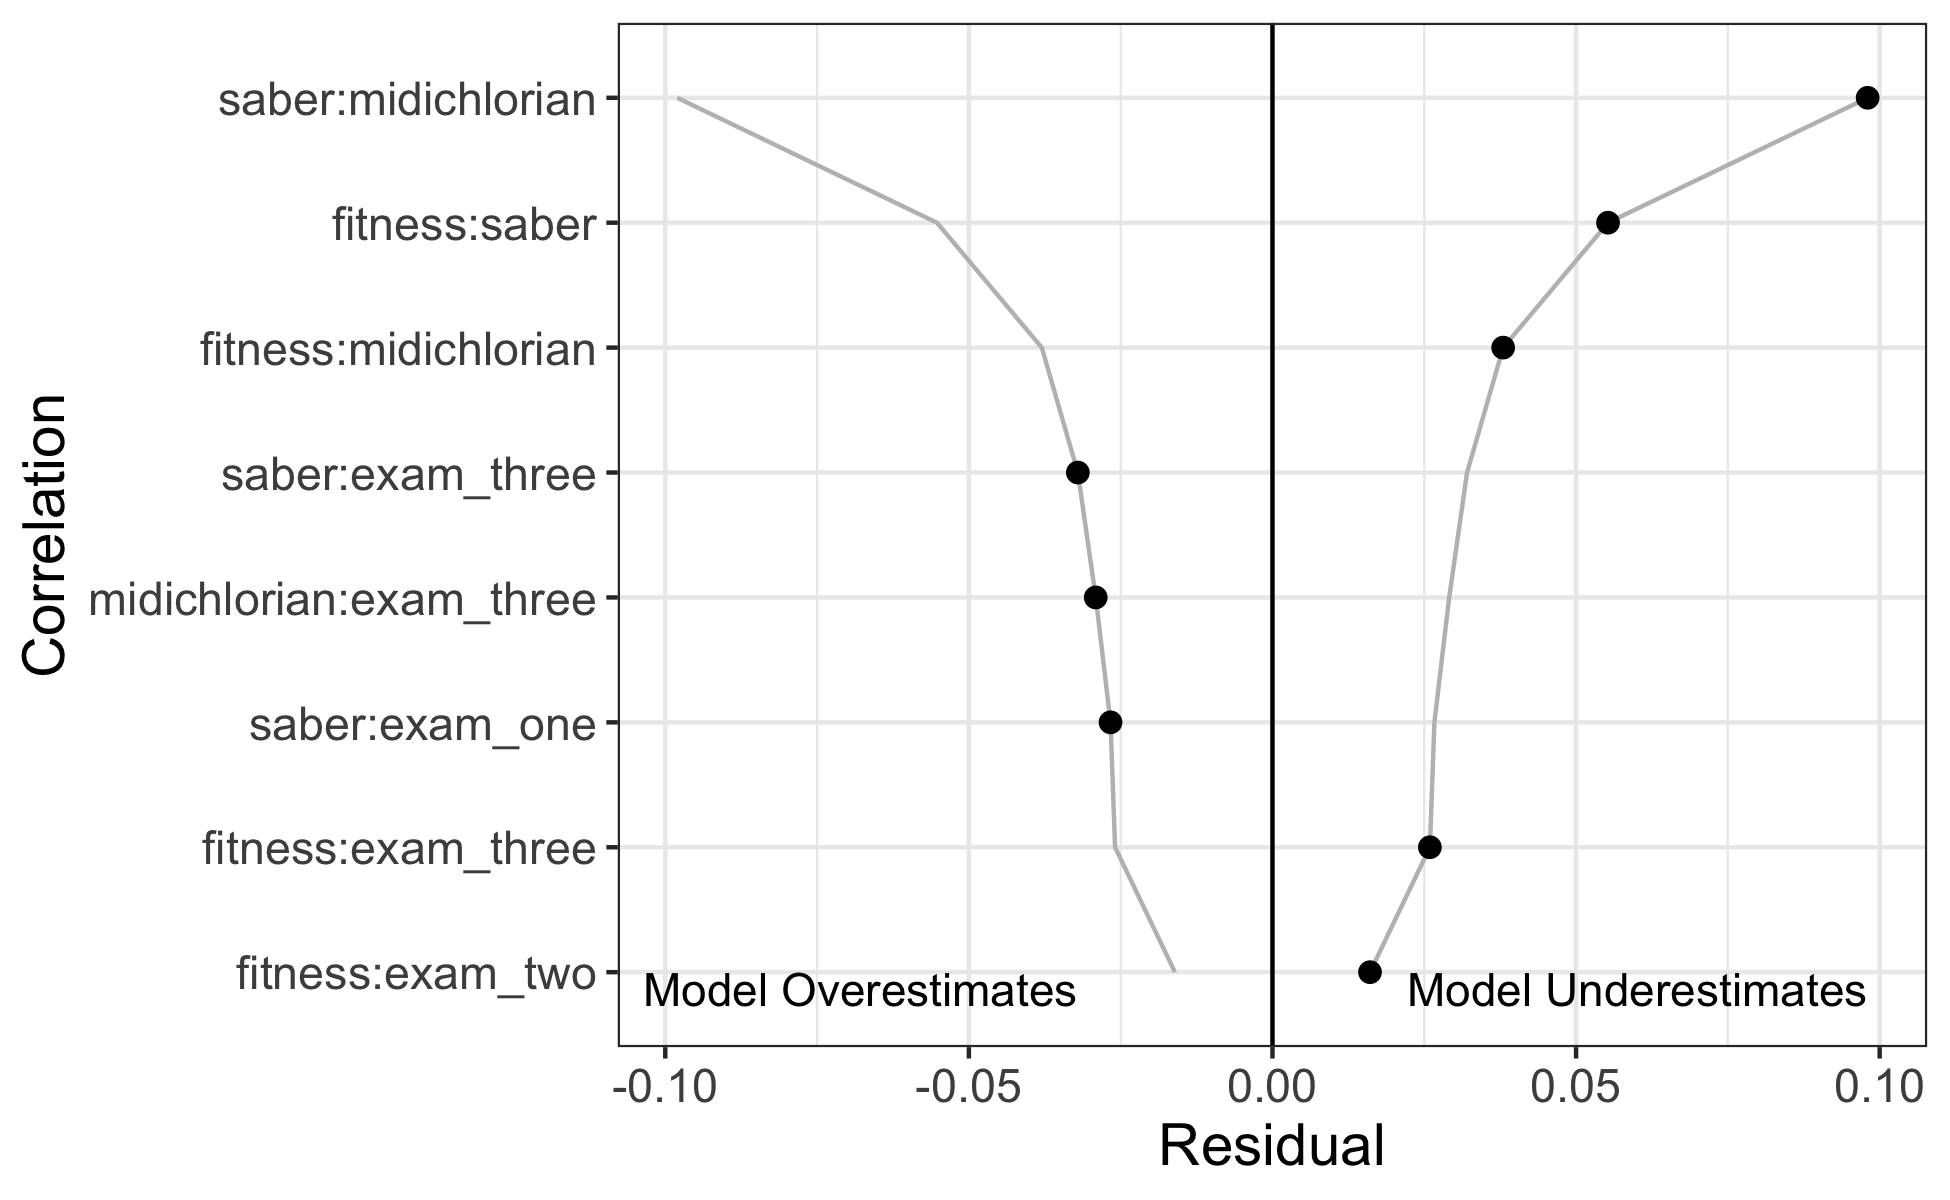 Correlation
saber:midichlorian
fitness:saber
fitness:midichlorian
saber:exam_three
midichlorian:exam_three
saber:exam_one
fitness:exam_three
fitness:exam_two
Model Overestimates
Model Underestimates
-0.10
-0.05
0.00
0.05
0.10
Residual